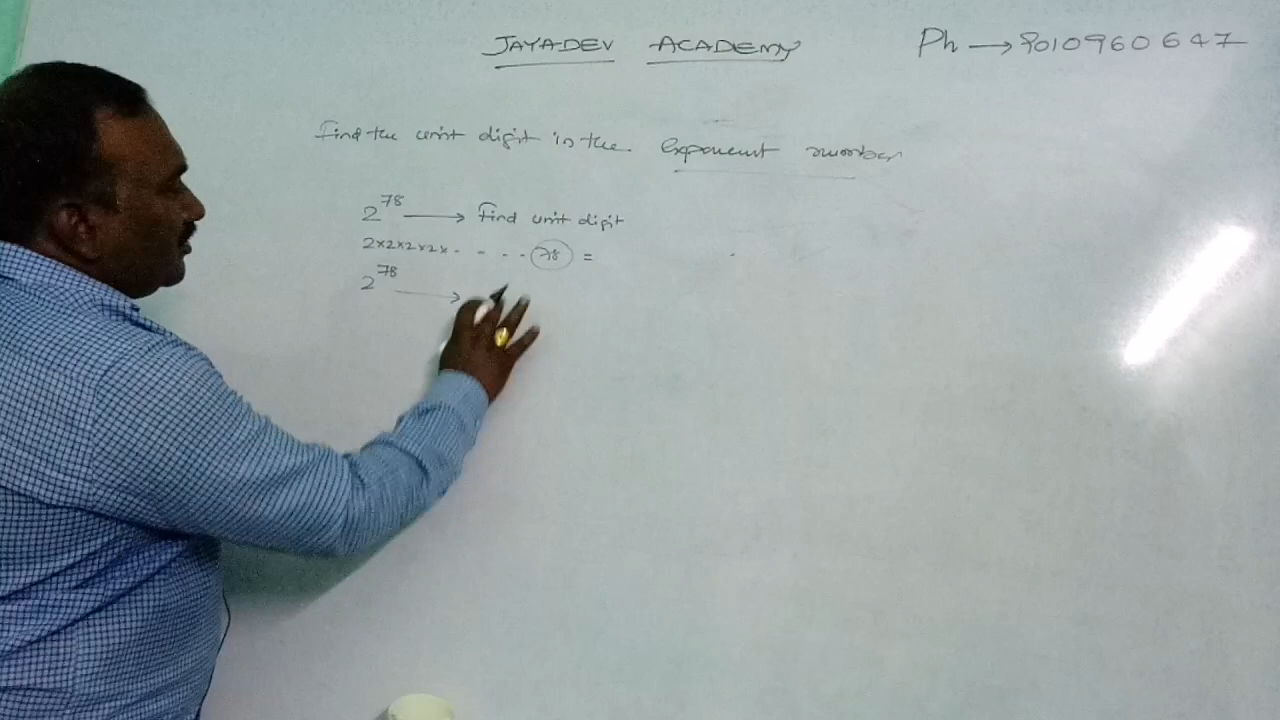 JAYADEV ACADEMY Ph → 9010960647
Find the unit digit in the exponent number
2^78 → Find unit digit
2×2×2×2×- - - - 78 =
2^78 →